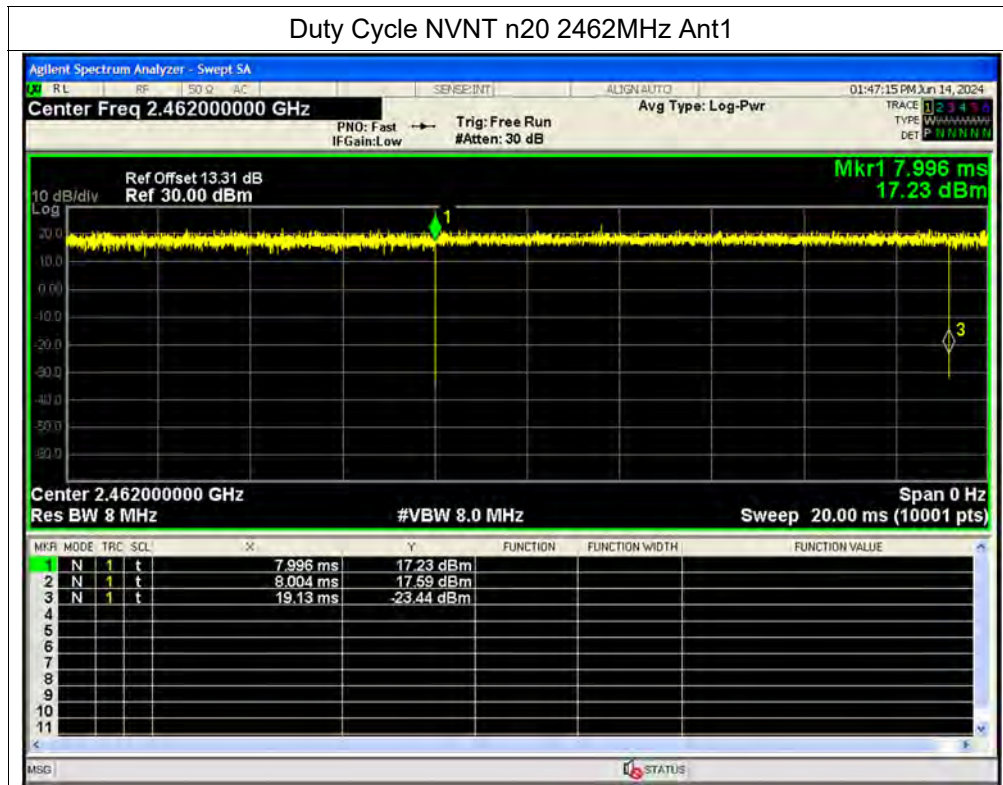 Duty Cycle NVNT n20 2462MHz Ant1
Agilent Spectrum Analyzer - Swept SA
RL RF 50 Ω AC SENSE:INT ALIGN AUTO 01:47:15 PM Jun 14, 2024
Center Freq 2.462000000 GHz Avg Type: Log-Pwr TRACE 1 2 3 4 5 6
PNO: Fast Trig: Free Run TYPE W
IFGain:Low #Atten: 30 dB DET P N N N N N
Mkr1 7.996 ms
Ref Offset 13.31 dB
10 dB/div Ref 30.00 dBm 17.23 dBm
Log
1
20.0
10.0
0.00
-10.0
3
-20.0
-30.0
-40.0
-50.0
-60.0
Center 2.462000000 GHz Span 0 Hz
Res BW 8 MHz #VBW 8.0 MHz Sweep 20.00 ms (10001 pts)
MKR MODE TRC SCL X Y FUNCTION FUNCTION WIDTH FUNCTION VALUE
1 N 1 t 7.996 ms 17.23 dBm
2 N 1 t 8.004 ms 17.59 dBm
3 N 1 t 19.13 ms -23.44 dBm
4
5
6
7
8
9
10
11
MSG STATUS